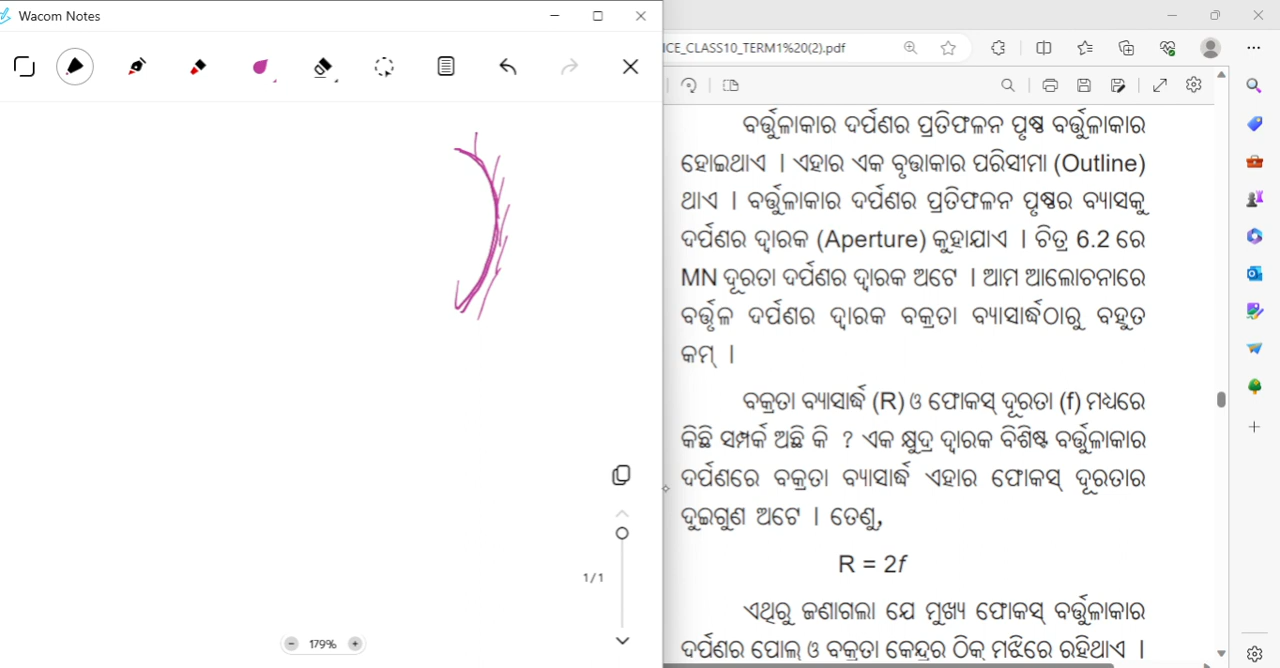 Wacom Notes
ICE_CLASS10_TERM1%20(2).pdf
ବର୍ତ୍ତୁଳାକାର ଦର୍ପଣର ପ୍ରତିଫଳନ ପୃଷ୍ଠ ବର୍ତ୍ତୁଳାକାର
ହୋଇଥାଏ । ଏହାର ଏକ ବୃତ୍ତାକାର ପରିସୀମା (Outline)
ଥାଏ । ବର୍ତ୍ତୁଳାକାର ଦର୍ପଣର ପ୍ରତିଫଳନ ପୃଷ୍ଠର ବ୍ୟାସକୁ
ଦର୍ପଣର ଦ୍ୱାରକ (Aperture) କୁହାଯାଏ । ଚିତ୍ର 6.2 ରେ
MN ଦୂରତା ଦର୍ପଣର ଦ୍ୱାରକ ଅଟେ । ଆମ ଆଲୋଚନାରେ
ବର୍ତ୍ତୃଳ ଦର୍ପଣର ଦ୍ୱାରକ ବକ୍ରତା ବ୍ୟାସାର୍ଦ୍ଧଠାରୁ ବହୁତ
କମ୍ ।
ବକ୍ରତା ବ୍ୟାସାର୍ଦ୍ଧ (R) ଓ ଫୋକସ୍ ଦୂରତା (f) ମଧ୍ୟରେ
କିଛି ସମ୍ପର୍କ ଅଛି କି ? ଏକ କ୍ଷୁଦ୍ର ଦ୍ୱାରକ ବିଶିଷ୍ଟ ବର୍ତ୍ତୁଳାକାର
ଦର୍ପଣରେ ବକ୍ରତା ବ୍ୟାସାର୍ଦ୍ଧ ଏହାର ଫୋକସ୍ ଦୂରତାର
ଦୁଇଗୁଣ ଅଟେ । ତେଣୁ,
R = 2f
ଏଥିରୁ ଜଣାଗଲା ଯେ ମୁଖ୍ୟ ଫୋକସ୍ ବର୍ତ୍ତୁଳାକାର
ଦର୍ପଣର ପୋଲ୍ ଓ ବକ୍ରତା କେନ୍ଦ୍ରର ଠିକ୍ ମଝିରେ ରହିଥାଏ ।
1/1
179%